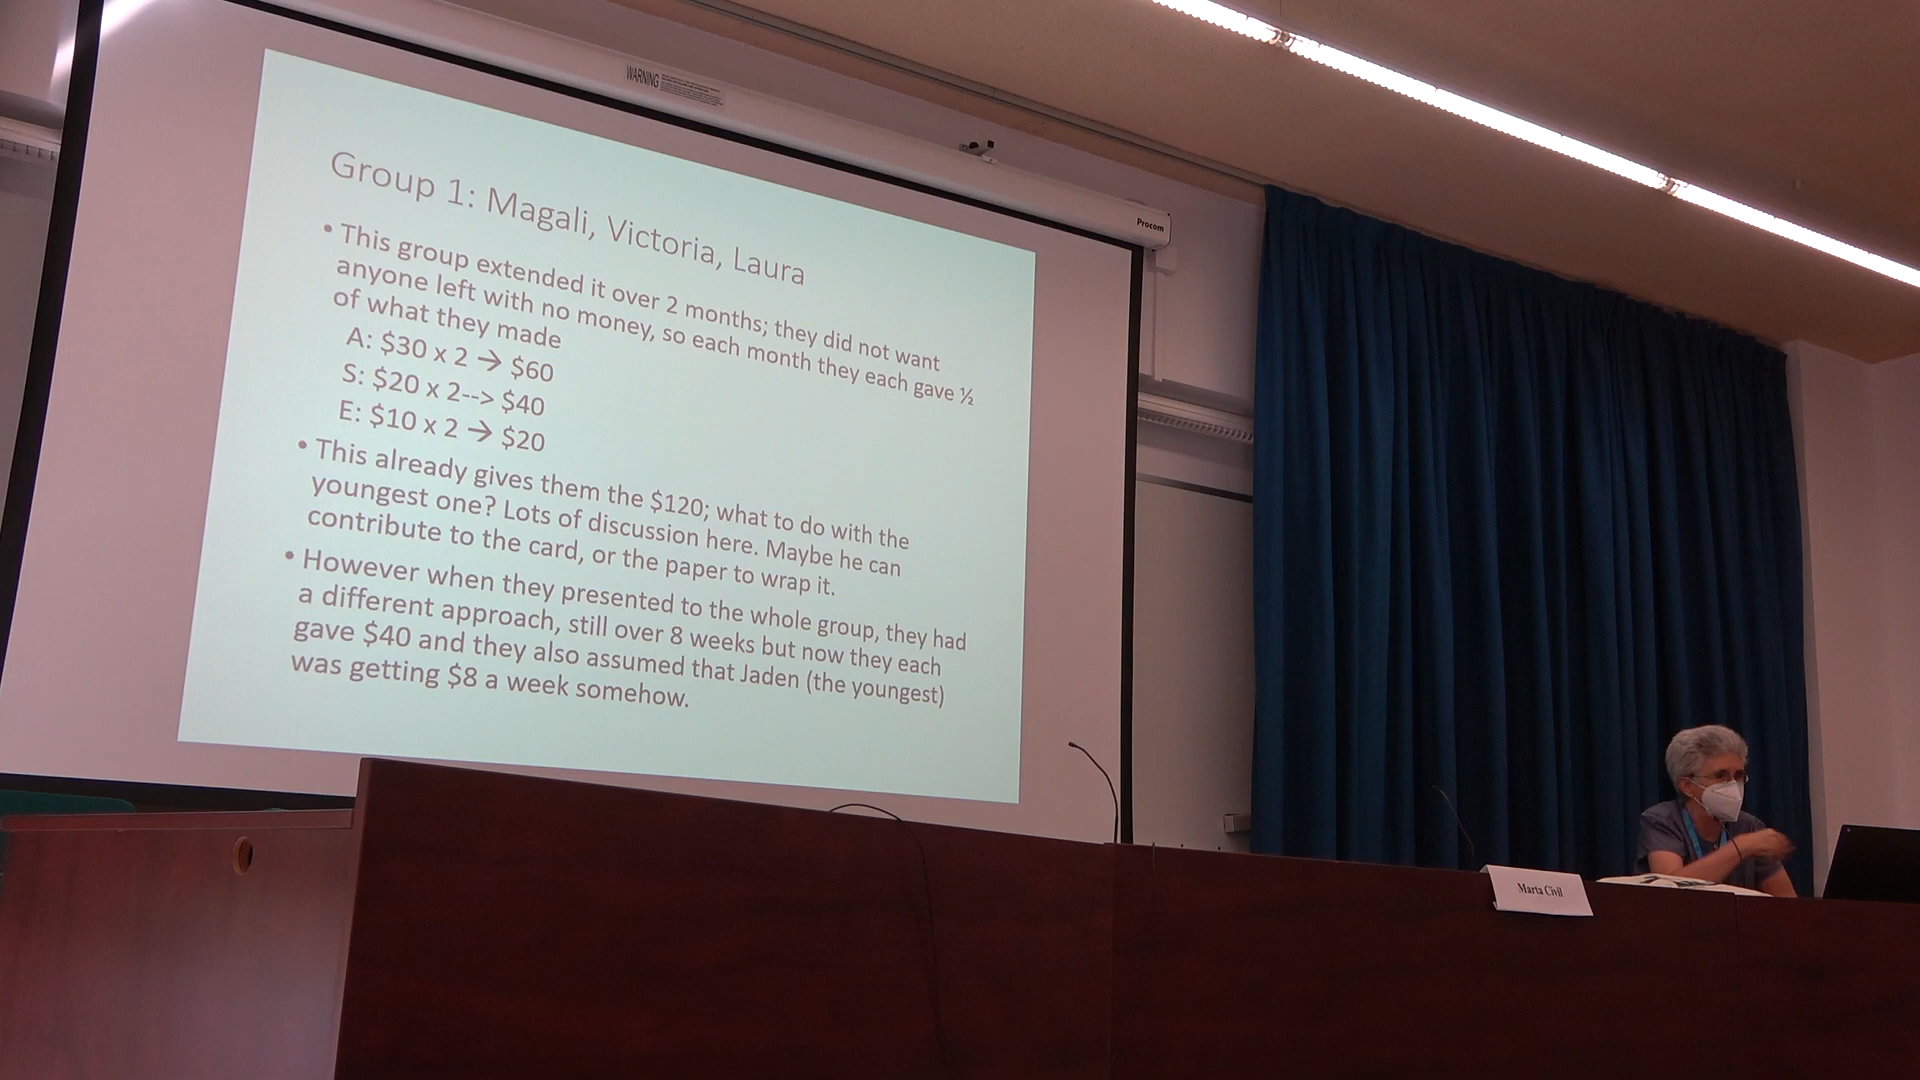 WARNING
Procom
Group 1: Magali, Victoria, Laura
• This group extended it over 2 months; they did not want
anyone left with no money, so each month they each gave ½
of what they made
A: $30 x 2 → $60
S: $20 x 2--> $40
E: $10 x 2 → $20
• This already gives them the $120; what to do with the
youngest one? Lots of discussion here. Maybe he can
contribute to the card, or the paper to wrap it.
• However when they presented to the whole group, they had
a different approach, still over 8 weeks but now they each
gave $40 and they also assumed that Jaden (the youngest)
was getting $8 a week somehow.
Marta Civil